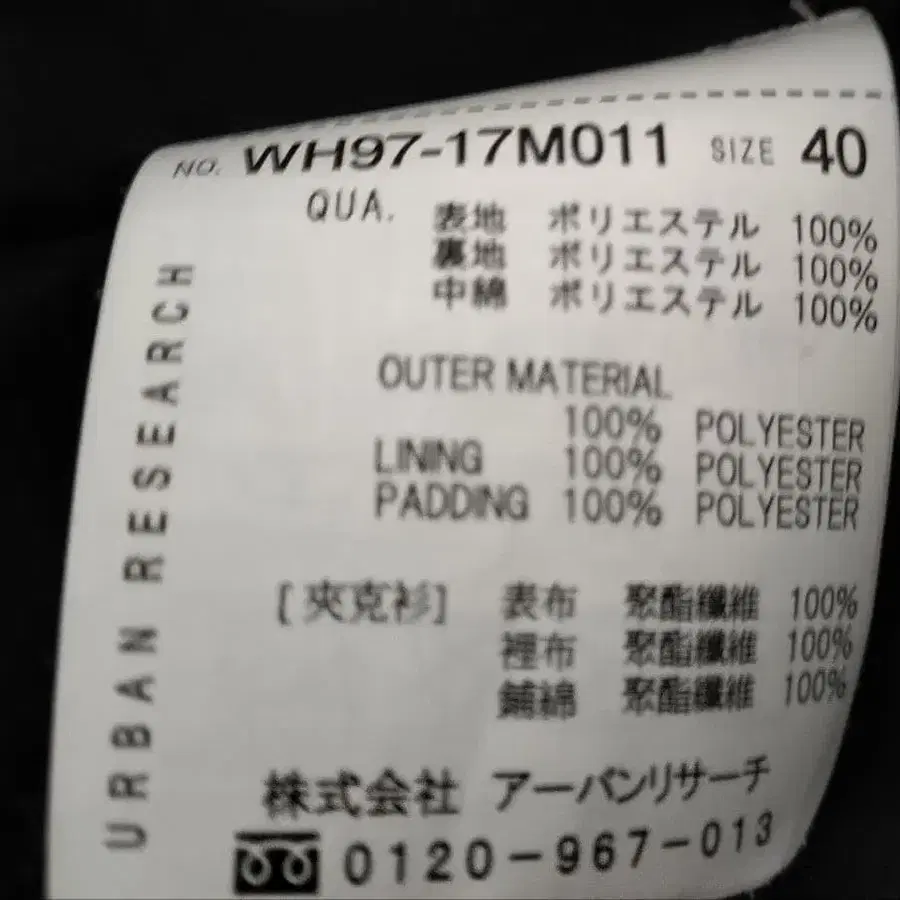 NO. WH97-17M011 SIZE 40
QUA. 表地 ポリエステル 100%
裏地 ポリエステル 100%
中綿 ポリエステル 100%
OUTER MATERIAL
100% POLYESTER
LINING 100% POLYESTER
PADDING 100% POLYESTER
[夾克衫] 表布 聚酯纖維 100%
裡布 聚酯纖維 100%
鋪綿 聚酯纖維 100%
株式会社 アーバンリサーチ
0120-967-013
URBAN RESEARCH